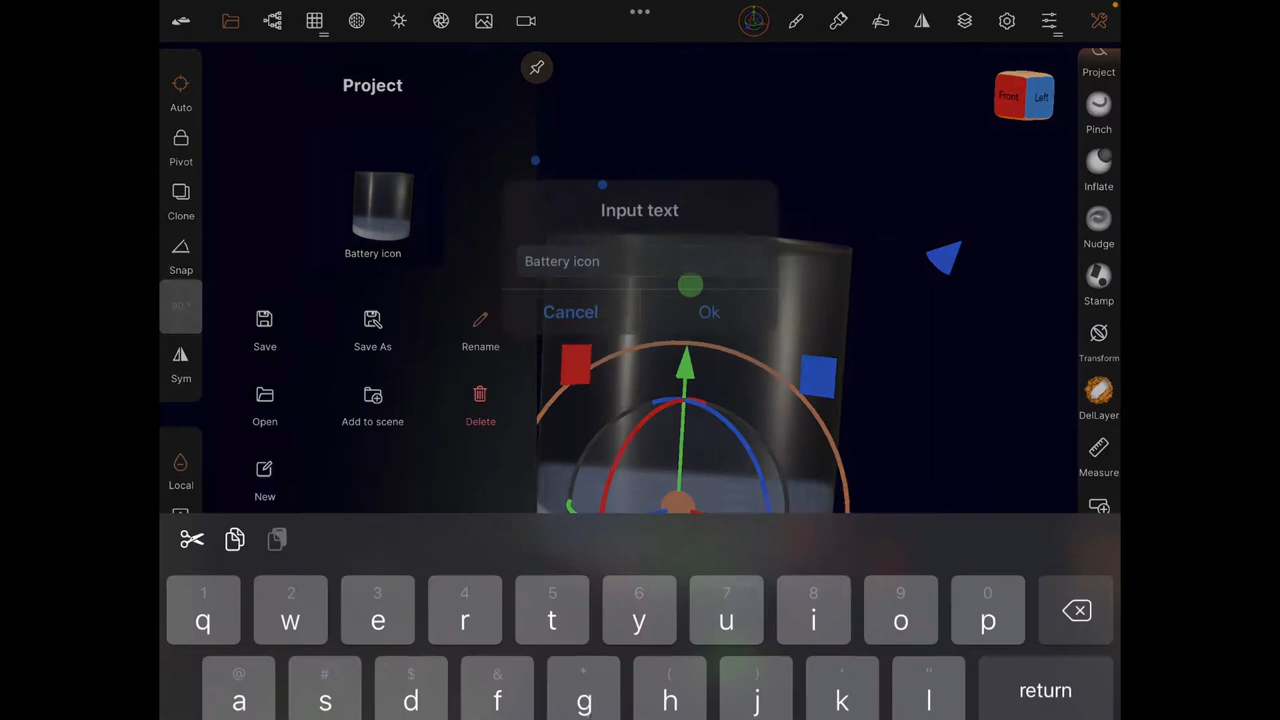 Project
Front
Left
Auto
Pivot
Clone
Snap
90°
Sym
Local
Battery icon
Save
Save As
Rename
Open
Add to scene
Delete
New
Input text
Battery icon
Cancel
Ok
Project
Pinch
Inflate
Nudge
Stamp
Transform
DelLayer
Measure
1 2 3 4 5 6 7 8 9 0
q w e r t y u i o p
@ # $ & * ( ) ' "
a s d f g h j k l return